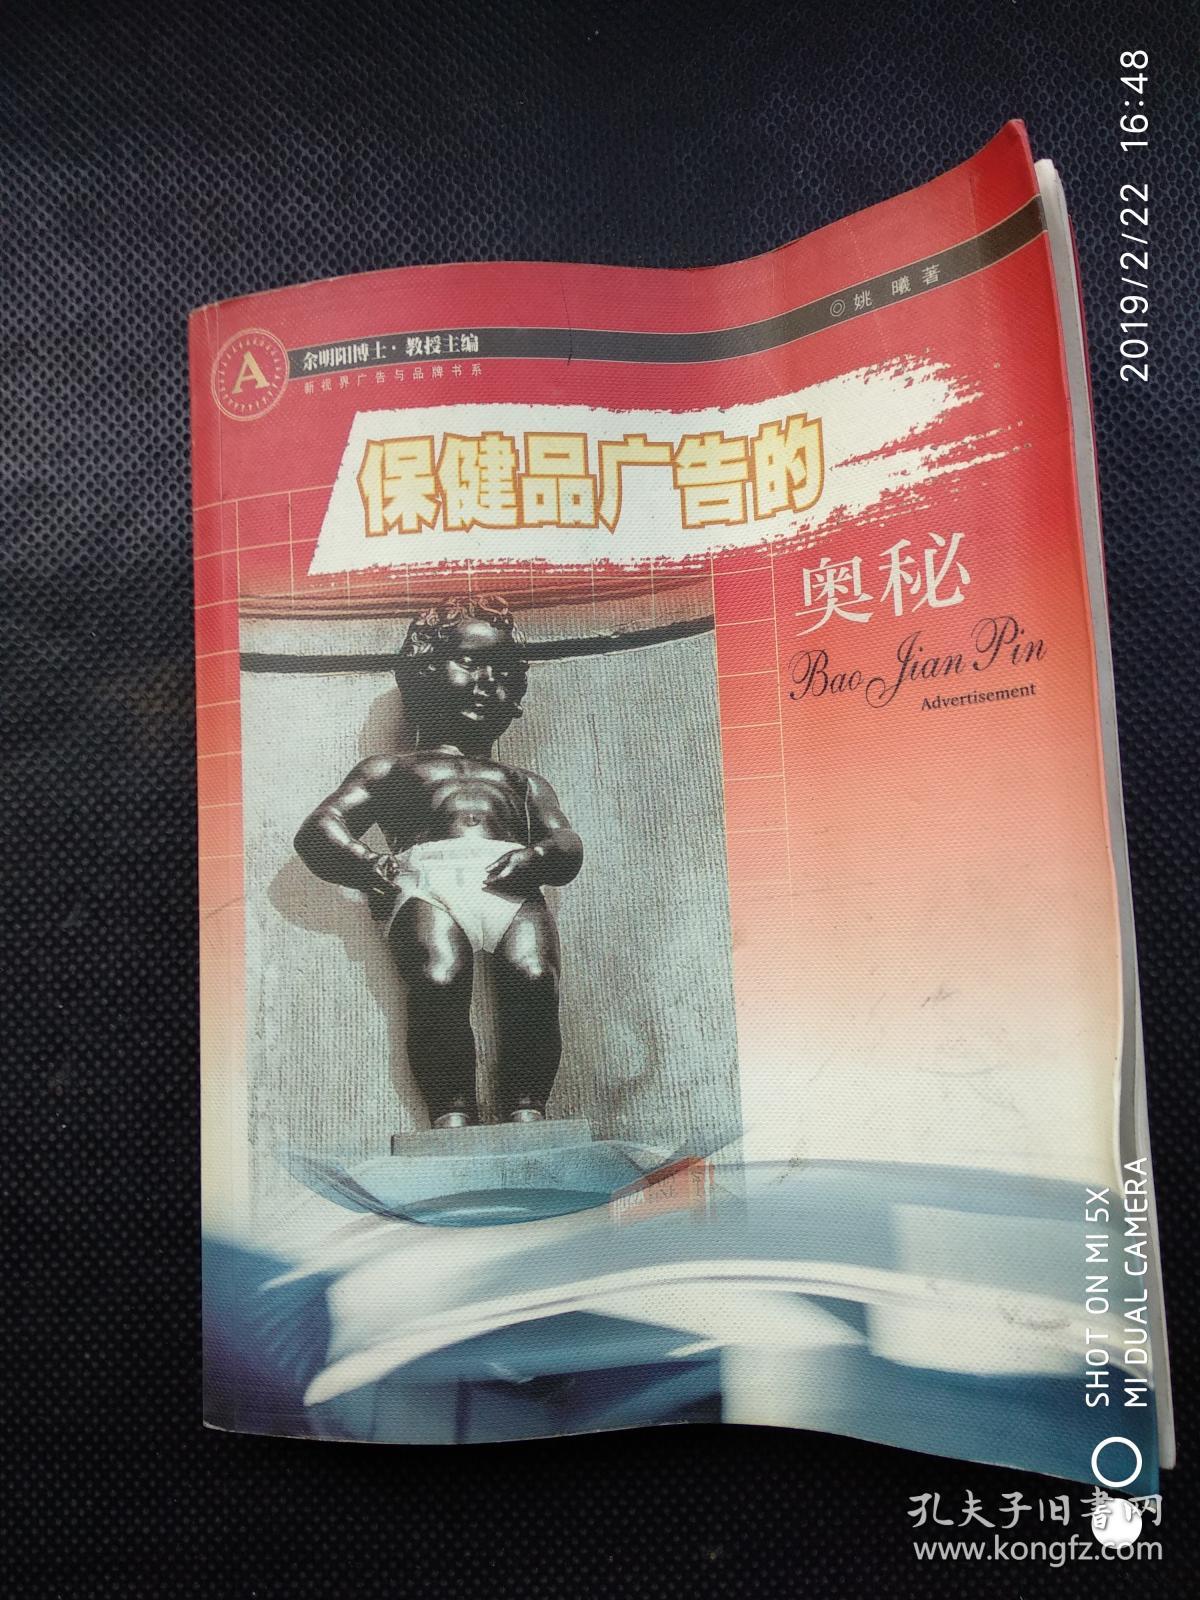 2019/2/22 16:48
◎姚 曦 著
A
余明阳博士·教授主编
新视界广告与品牌书系
保健品广告的
奥秘
Bao Jian Pin
Advertisement
SHOT ON MI 5X
MI DUAL CAMERA
孔夫子旧書网
www.kongfz.com